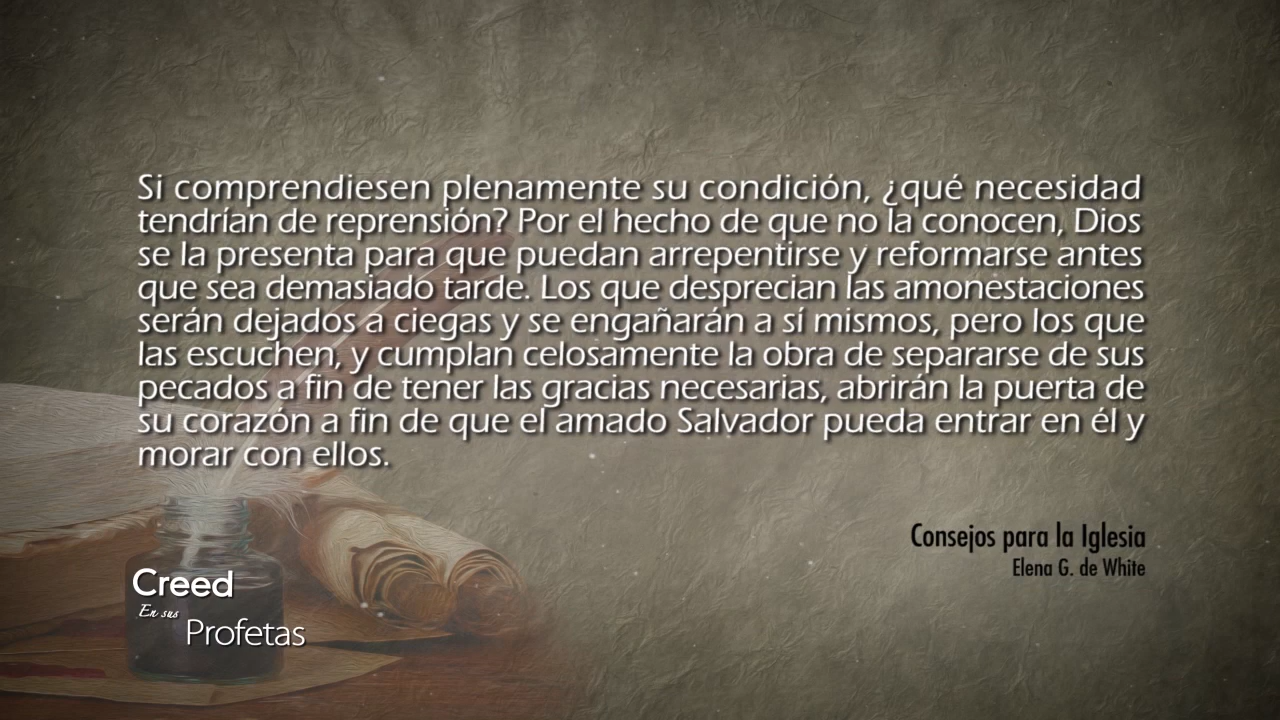 Si comprendiesen plenamente su condición, ¿qué necesidad
tendrían de reprensión? Por el hecho de que no la conocen, Dios
se la presenta para que puedan arrepentirse y reformarse antes
que sea demasiado tarde. Los que desprecian las amonestaciones
serán dejados a ciegas y se engañarán a sí mismos, pero los que
las escuchen, y cumplan celosamente la obra de separarse de sus
pecados a fin de tener las gracias necesarias, abrirán la puerta de
su corazón a fin de que el amado Salvador pueda entrar en él y
morar con ellos.
Consejos para la Iglesia
Elena G. de White
Creed
En sus
Profetas